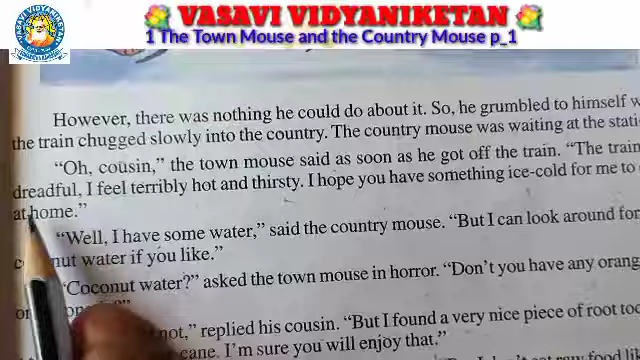 VASAVI VIDYANIKETAN
1 The Town Mouse and the Country Mouse p_1
However, there was nothing he could do about it. So, he grumbled to himself w
the train chugged slowly into the country. The country mouse was waiting at the stati
"Oh, cousin," the town mouse said as soon as he got off the train. "The train
dreadful, I feel terribly hot and thirsty. I hope you have something ice-cold for me to
at home."
"Well, I have some water," said the country mouse. "But I can look around for
nut water if you like."
"Coconut water?" asked the town mouse in horror. "Don't you have any orang
not," replied his cousin. "But I found a very nice piece of root tod
cane. I'm sure you will enjoy that."